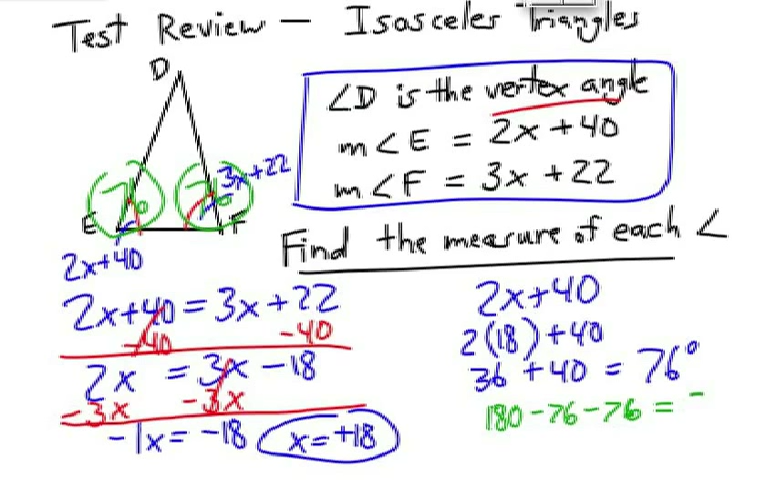 Test Review — Isosceles Triangles
D
∠D is the vertex angle
m∠E = 2x+40
m∠F = 3x+22
3x+22
76
E
F
2x+40
Find the measure of each ∠
2x+40 = 3x+22
-40 -40
2x = 3x -18
-3x -3x
-1x = -18
x=+18
2x+40
2(18)+40
36 +40 = 76°
180-76-76 =